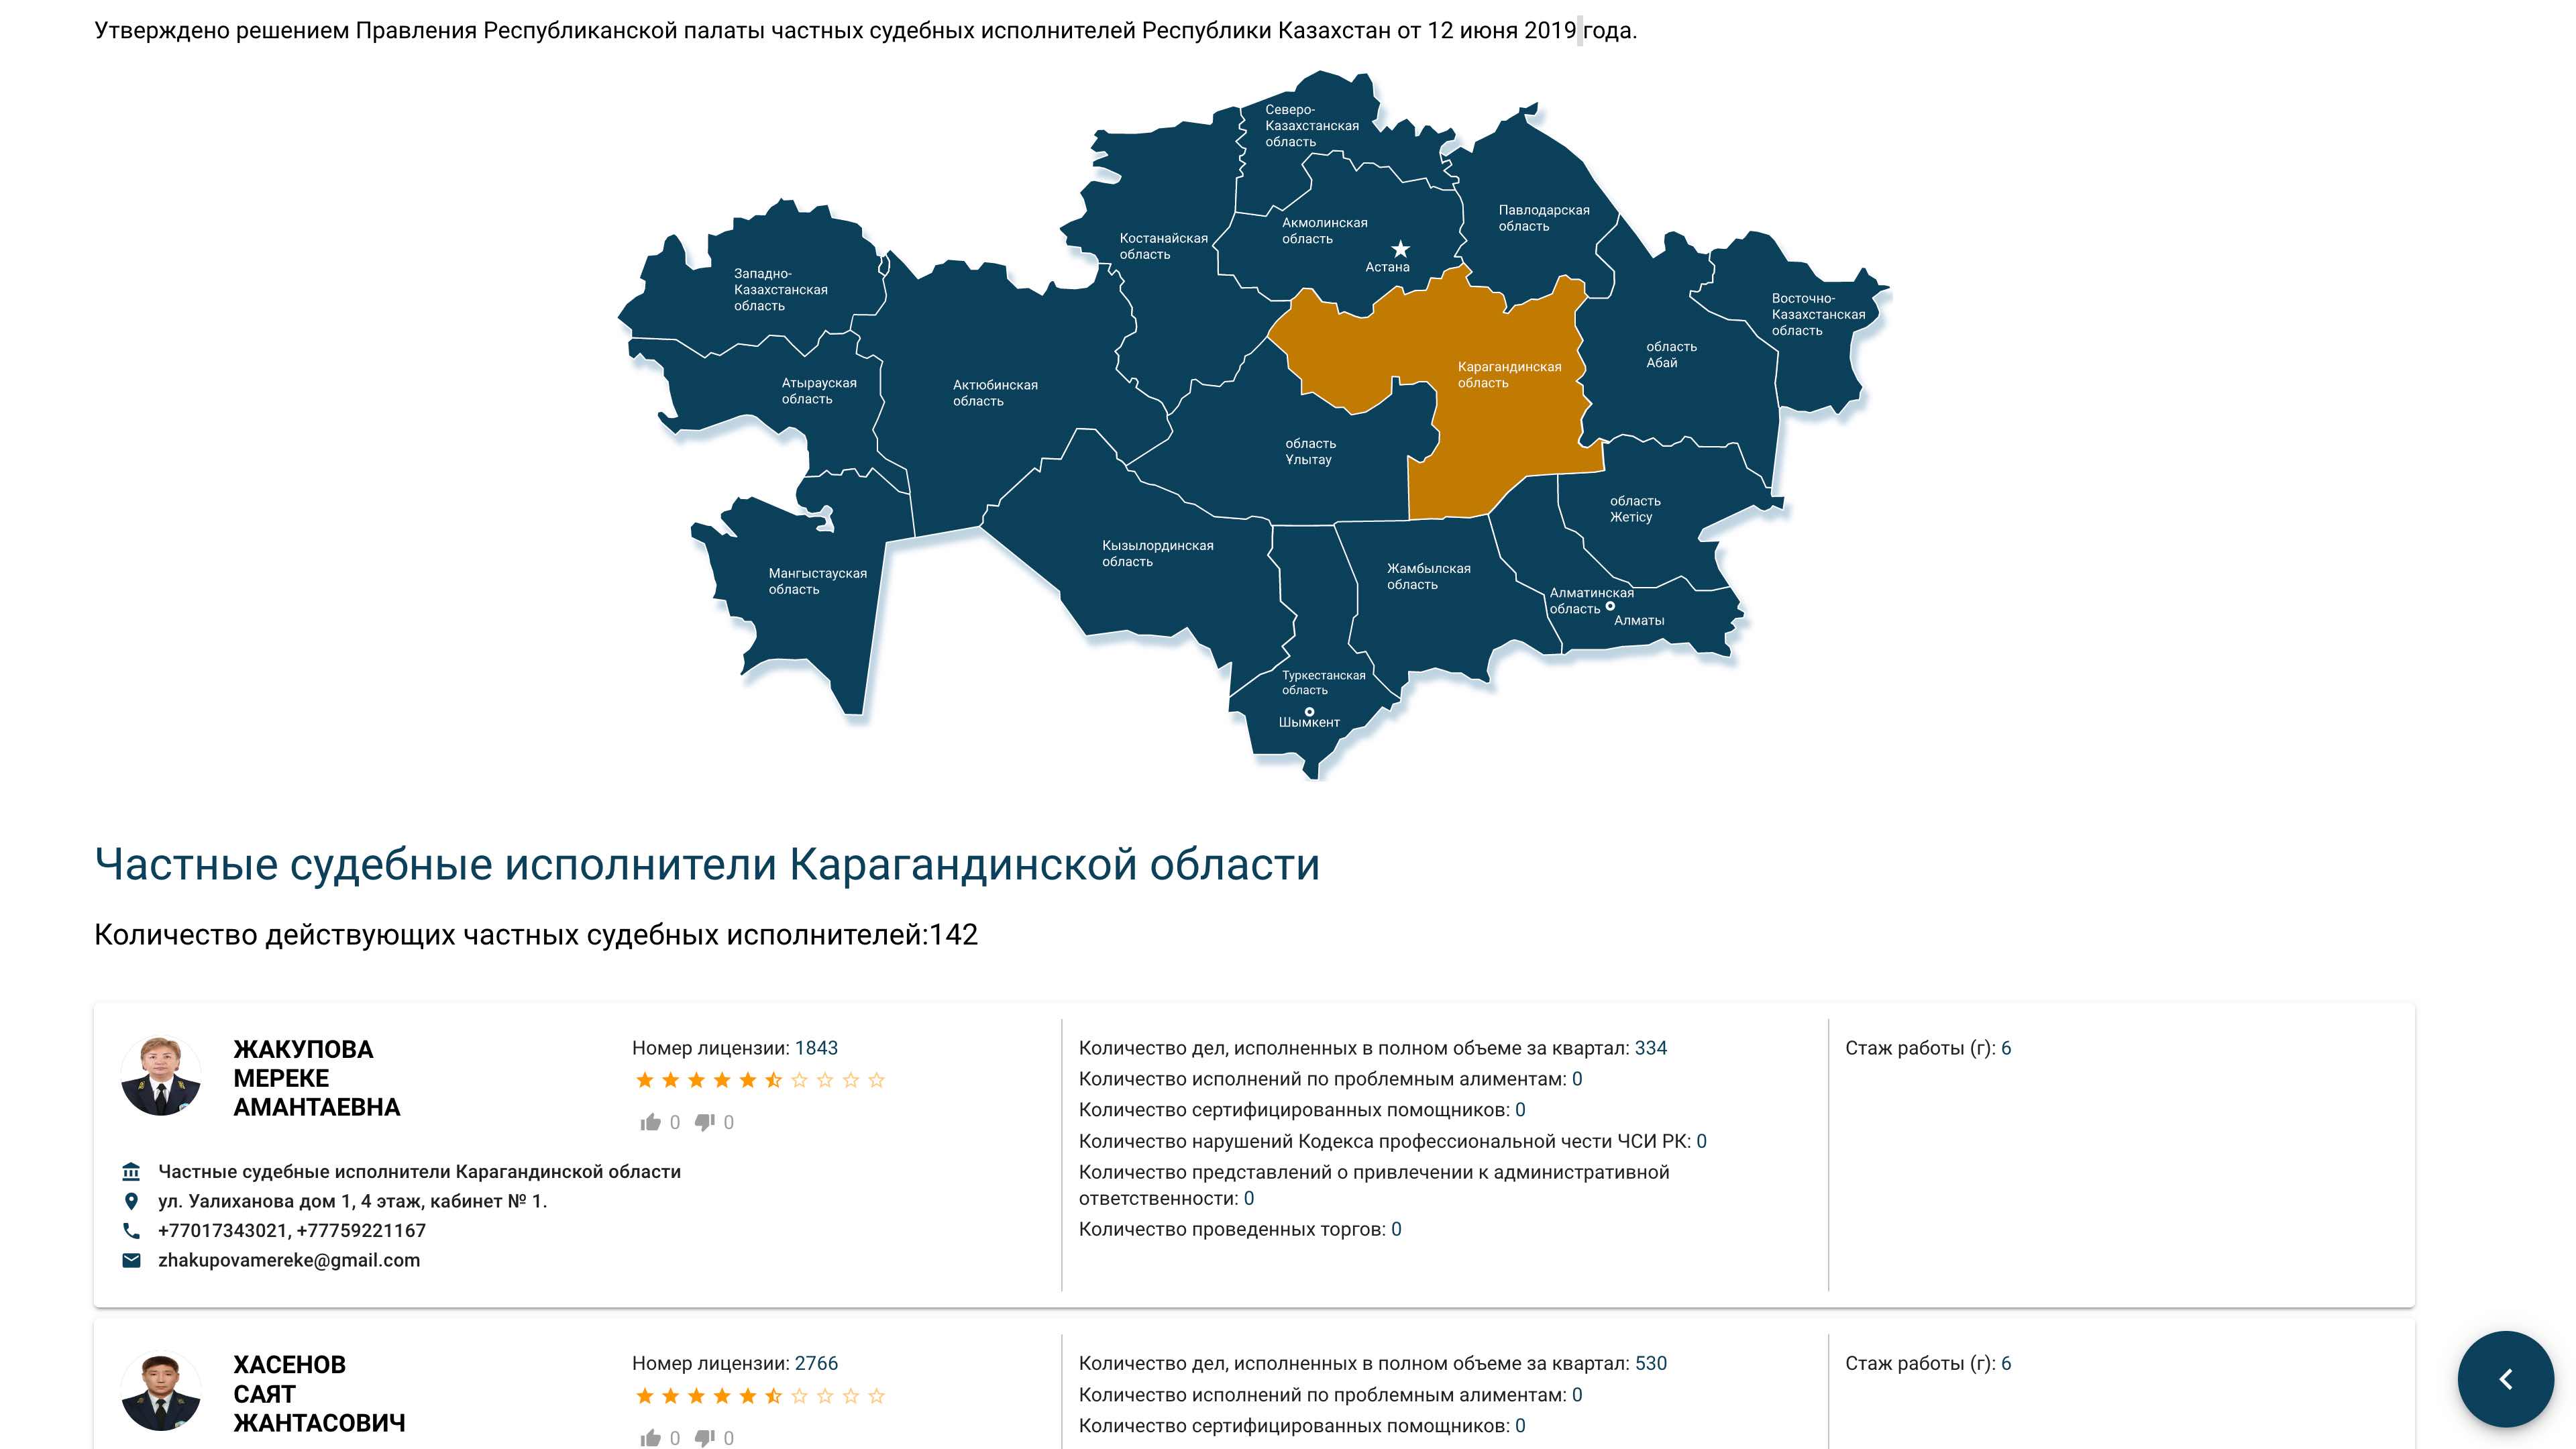 Утверждено решением Правления Республиканской палаты частных судебных исполнителей Республики Казахстан от 12 июня 2019 года.
Северо-
Казахстанская
область
Костанайская
область
Акмолинская
область
Астана
Павлодарская
область
Западно-
Казахстанская
область
Восточно-
Казахстанская
область
область
Абай
Карагандинская
область
Атырауская
область
Актюбинская
область
область
Ұлытау
область
Жетісу
Кызылординская
область
Жамбылская
область
Мангыстауская
область
Алматинская
область
Алматы
Туркестанская
область
Шымкент
Частные судебные исполнители Карагандинской области
Количество действующих частных судебных исполнителей:142
ЖАКУПОВА
МЕРЕКЕ
АМАНТАЕВНА
Номер лицензии: 1843
0 0
Частные судебные исполнители Карагандинской области
ул. Уалиханова дом 1, 4 этаж, кабинет № 1.
+77017343021, +77759221167
zhakupovamereke@gmail.com
Количество дел, исполненных в полном объеме за квартал: 334
Количество исполнений по проблемным алиментам: 0
Количество сертифицированных помощников: 0
Количество нарушений Кодекса профессиональной чести ЧСИ РК: 0
Количество представлений о привлечении к административной
ответственности: 0
Количество проведенных торгов: 0
Стаж работы (г): 6
ХАСЕНОВ
САЯТ
ЖАНТАСОВИЧ
Номер лицензии: 2766
0 0
Количество дел, исполненных в полном объеме за квартал: 530
Количество исполнений по проблемным алиментам: 0
Количество сертифицированных помощников: 0
Стаж работы (г): 6